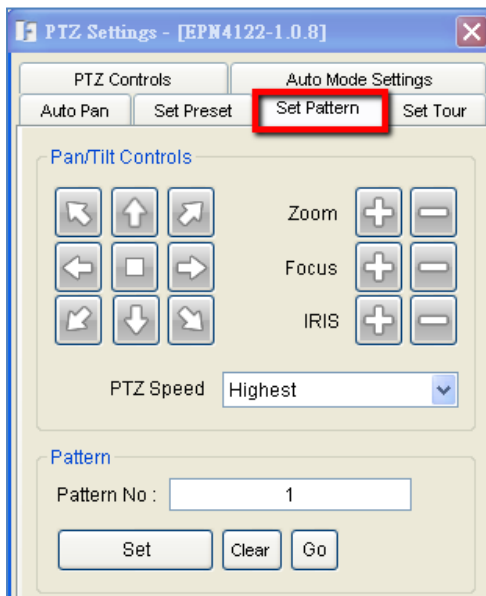 PTZ Settings - [EPN4122-1.0.8]
PTZ Controls Auto Mode Settings
Auto Pan Set Preset Set Pattern Set Tour
Pan/Tilt Controls
Zoom
Focus
IRIS
PTZ Speed Highest
Pattern
Pattern No : 1
Set Clear Go